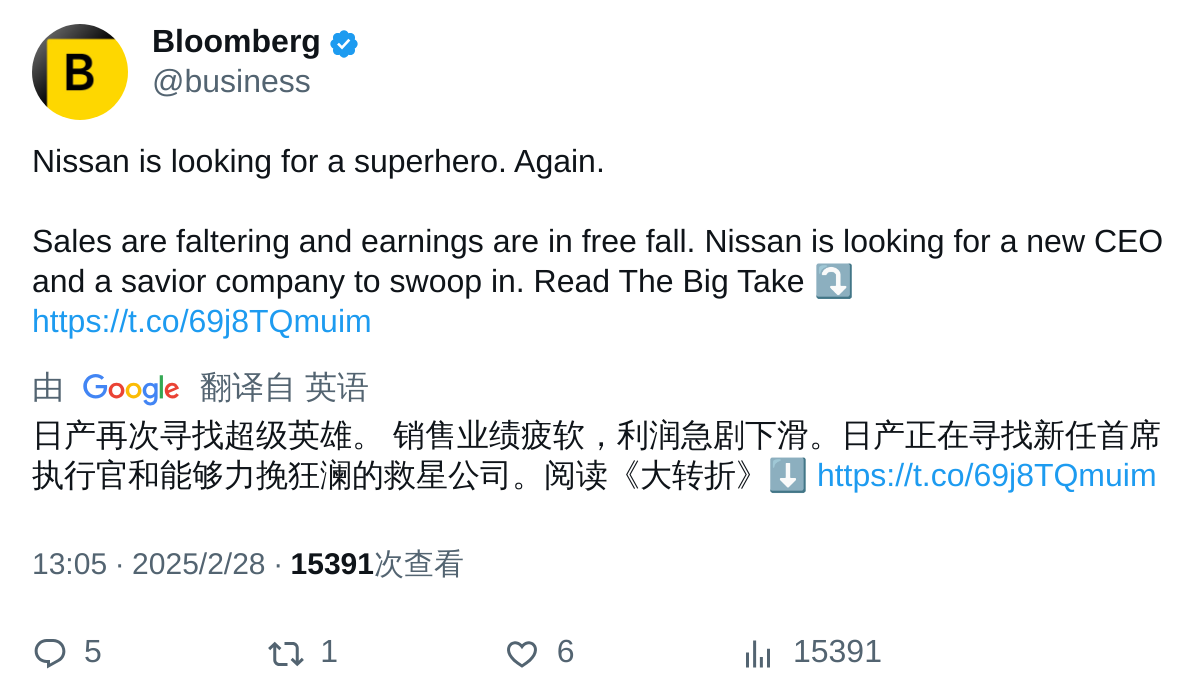 B
Bloomberg
@business
Nissan is looking for a superhero. Again.
Sales are faltering and earnings are in free fall. Nissan is looking for a new CEO
and a savior company to swoop in. Read The Big Take ⤵️
https://t.co/69j8TQmuim
由 Google 翻译自 英语
日产再次寻找超级英雄。 销售业绩疲软，利润急剧下滑。日产正在寻找新任首席
执行官和能够力挽狂澜的救星公司。阅读《大转折》⬇️ https://t.co/69j8TQmuim
13:05 · 2025/2/28 · 15391次查看
5 1 6 15391